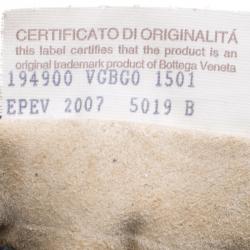 CERTIFICATO DI ORIGINALITÁ
this label certifies that the product is an
original trademark product of Bottega Veneta
194900 VGBG0 1501
EPEV 2007 5019 B